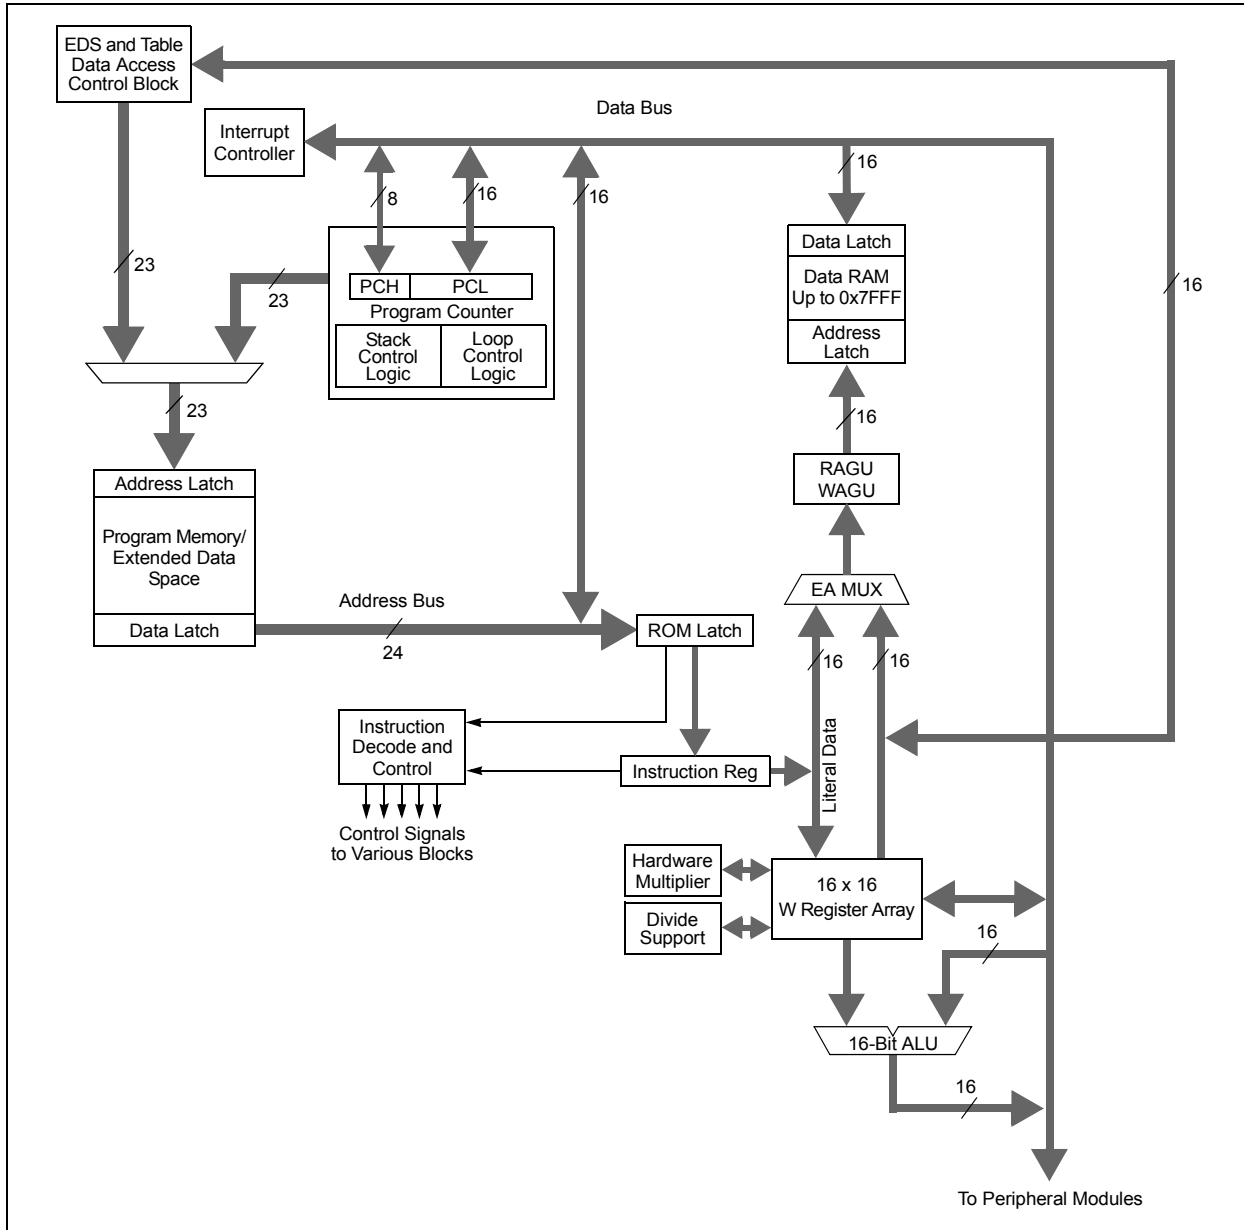 EDS and Table
Data Access
Control Block
16
Data Bus
Interrupt
Controller
16
8
16
16
23
23
16
Data Latch
Data RAM
Up to 0x7FFF
Address
Latch
PCH
PCL
Program Counter
Stack
Control
Logic
Loop
Control
Logic
23
16
RAGU
WAGU
Address Latch
Program Memory/
Extended Data
Space
Data Latch
EA MUX
Address Bus
24
ROM Latch
16
16
Instruction
Decode and
Control
Instruction Reg
Literal Data
Control Signals
to Various Blocks
Hardware
Multiplier
Divide
Support
16 x 16
W Register Array
16
16-Bit ALU
16
To Peripheral Modules